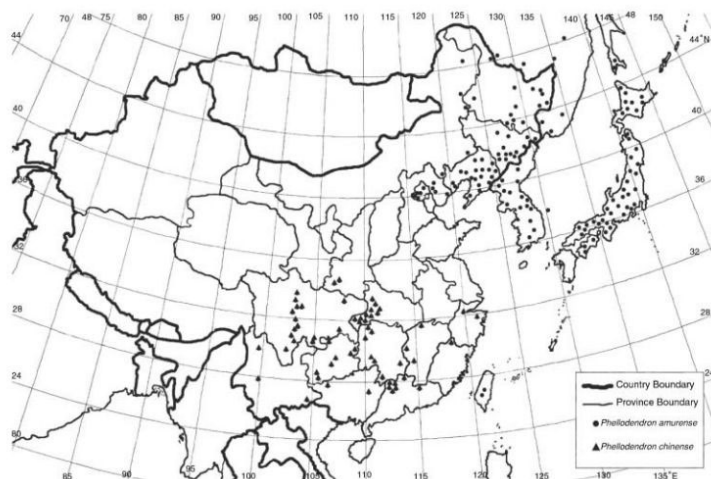 70 48 75 80 90 95 100 105 110 115 120 125 130 135 140 145 48 150
44 44°N
40 40
36 36
32 32
28 28
24 24
Country Boundary
Province Boundary
Phellodendron amurense
Phellodendron chinense
85 90 95 100 105 110 115 120 125 130 135°E